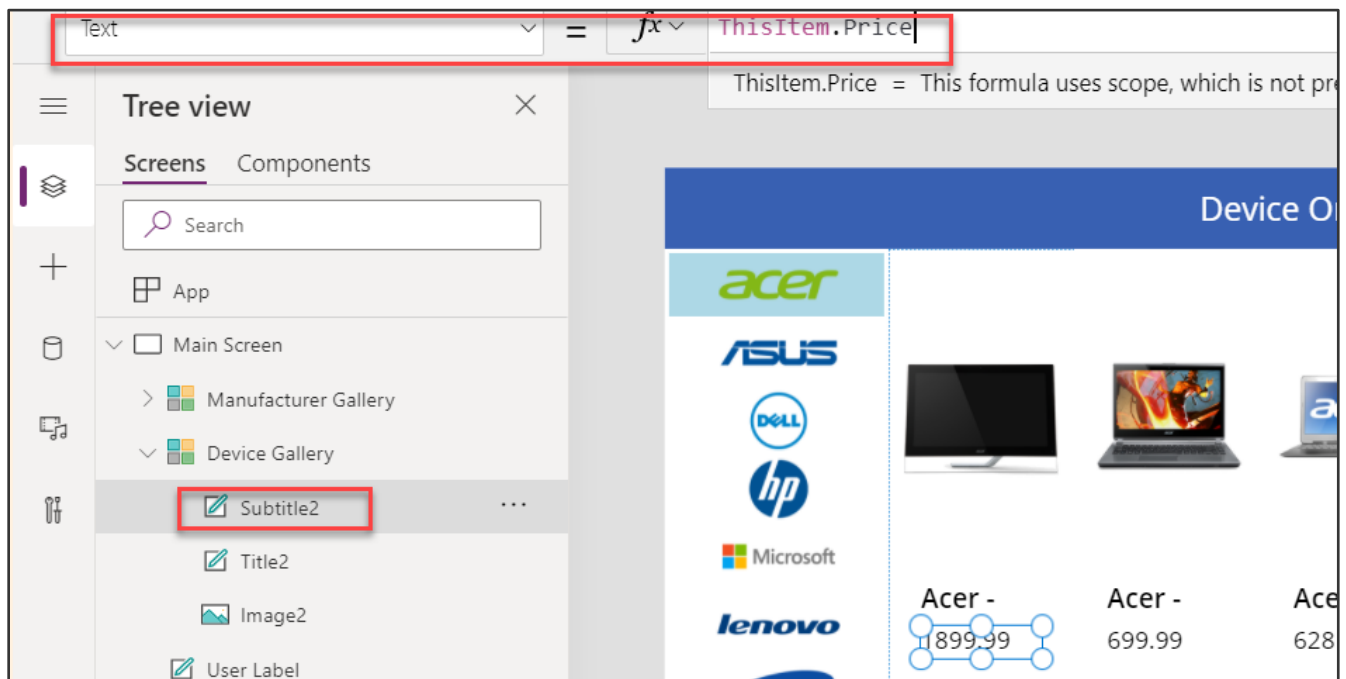 Text = fx ThisItem.Price
ThisItem.Price = This formula uses scope, which is not pre
Tree view
Screens Components
Search
App
Main Screen
Manufacturer Gallery
Device Gallery
Subtitle2 ...
Title2
Image2
User Label
Device Or
acer
ASUS
DELL
hp
Microsoft
lenovo
Acer - Acer - Ace
1899.99 699.99 628